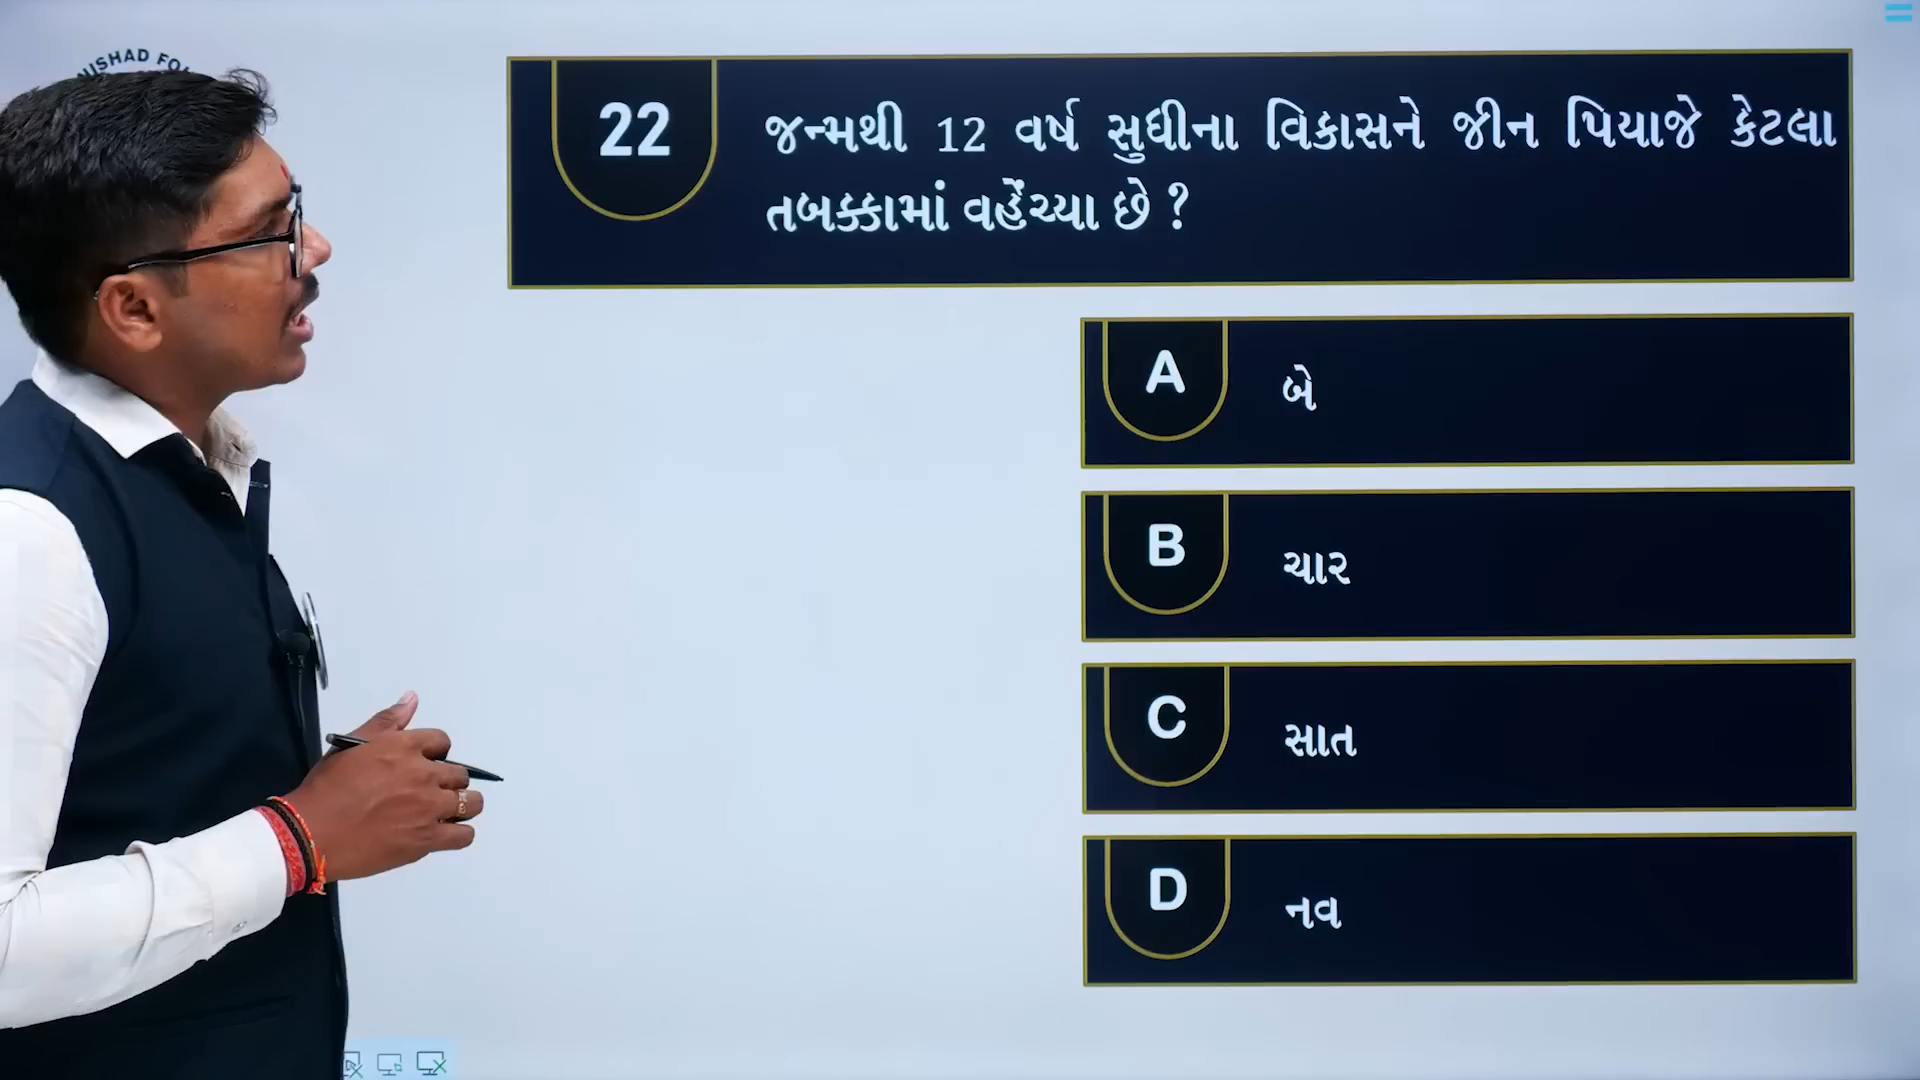 22
જન્મથી 12 વર્ષ સુધીના વિકાસને જીન પિયાજે કેટલા
તબક્કામાં વહેંચ્યા છે ?
A
બે
B
ચાર
C
સાત
D
નવ